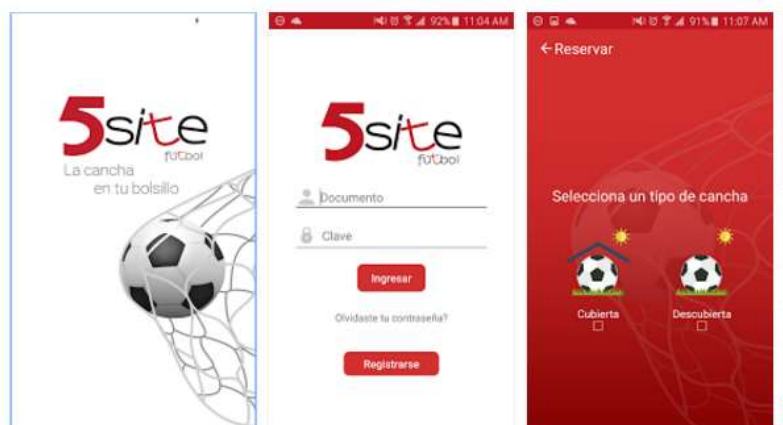 5site
fútbol
La cancha
en tu bolsillo
92% 11:04 AM
5site
fútbol
Documento
Clave
Ingresar
Olvidaste tu contraseña?
Registrarse
91% 11:07 AM
←Reservar
Selecciona un tipo de cancha
Cubierta
Descubierta